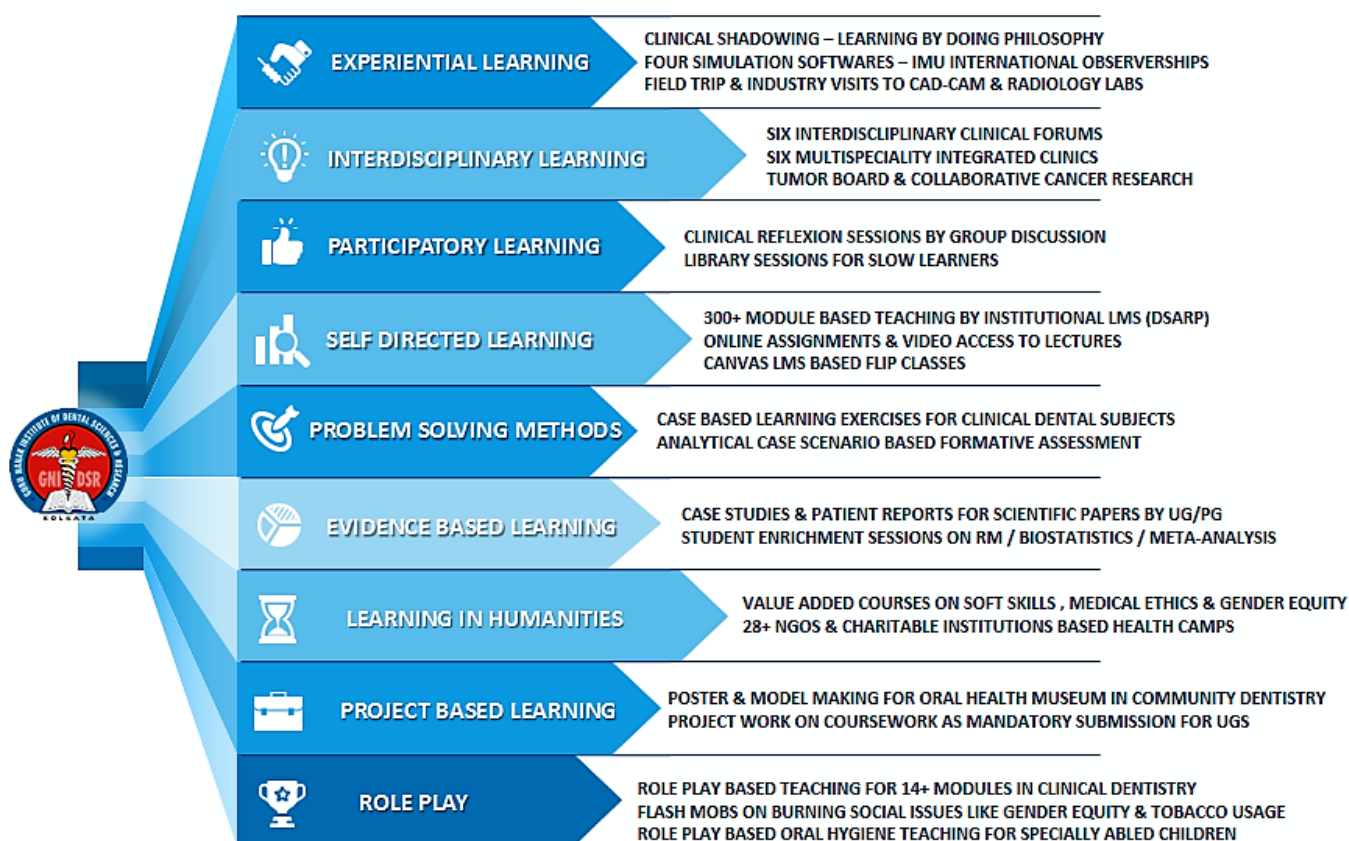 EXPERIENTIAL LEARNING
CLINICAL SHADOWING – LEARNING BY DOING PHILOSOPHY
FOUR SIMULATION SOFTWARES – IMU INTERNATIONAL OBSERVERSHIPS
FIELD TRIP & INDUSTRY VISITS TO CAD-CAM & RADIOLOGY LABS
INTERDISCIPLINARY LEARNING
SIX INTERDISCIPLINARY CLINICAL FORUMS
SIX MULTISPECIALITY INTEGRATED CLINICS
TUMOR BOARD & COLLABORATIVE CANCER RESEARCH
PARTICIPATORY LEARNING
CLINICAL REFLEXION SESSIONS BY GROUP DISCUSSION
LIBRARY SESSIONS FOR SLOW LEARNERS
SELF DIRECTED LEARNING
300+ MODULE BASED TEACHING BY INSTITUTIONAL LMS (DSARP)
ONLINE ASSIGNMENTS & VIDEO ACCESS TO LECTURES
CANVAS LMS BASED FLIP CLASSES
GURU NANAK INSTITUTE OF DENTAL SCIENCES & RESEARCH
GNI DSR
KOLKATA
PROBLEM SOLVING METHODS
CASE BASED LEARNING EXERCISES FOR CLINICAL DENTAL SUBJECTS
ANALYTICAL CASE SCENARIO BASED FORMATIVE ASSESSMENT
EVIDENCE BASED LEARNING
CASE STUDIES & PATIENT REPORTS FOR SCIENTIFIC PAPERS BY UG/PG
STUDENT ENRICHMENT SESSIONS ON RM / BIOSTATISTICS / META-ANALYSIS
LEARNING IN HUMANITIES
VALUE ADDED COURSES ON SOFT SKILLS , MEDICAL ETHICS & GENDER EQUITY
28+ NGOS & CHARITABLE INSTITUTIONS BASED HEALTH CAMPS
PROJECT BASED LEARNING
POSTER & MODEL MAKING FOR ORAL HEALTH MUSEUM IN COMMUNITY DENTISTRY
PROJECT WORK ON COURSEWORK AS MANDATORY SUBMISSION FOR UGS
ROLE PLAY
ROLE PLAY BASED TEACHING FOR 14+ MODULES IN CLINICAL DENTISTRY
FLASH MOBS ON BURNING SOCIAL ISSUES LIKE GENDER EQUITY & TOBACCO USAGE
ROLE PLAY BASED ORAL HYGIENE TEACHING FOR SPECIALLY ABLED CHILDREN